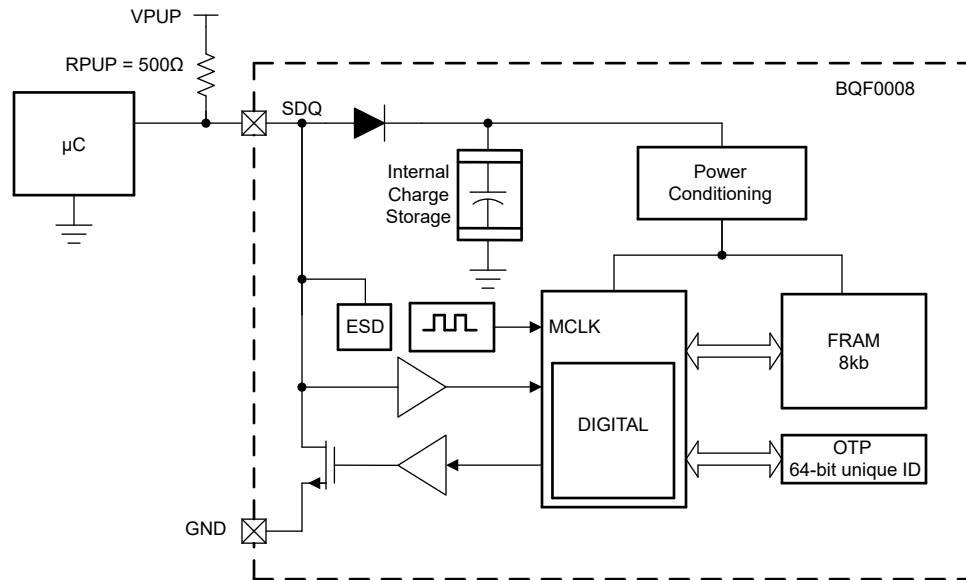 VPUP
RPUP = 500Ω
BQF0008
SDQ
µC
Internal
Charge
Storage
Power
Conditioning
ESD
MCLK
FRAM
8kb
DIGITAL
OTP
64-bit unique ID
GND